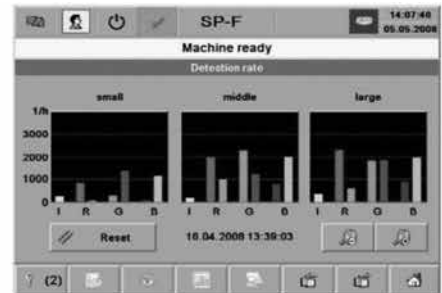 SP-F
14:07:40
05.05.2008
Machine ready
Detection rate
small middle large
1/h
3000
2000
1000
0
I R G B I R G B I R G B
Reset 16.04.2008 13:39:03
(2)